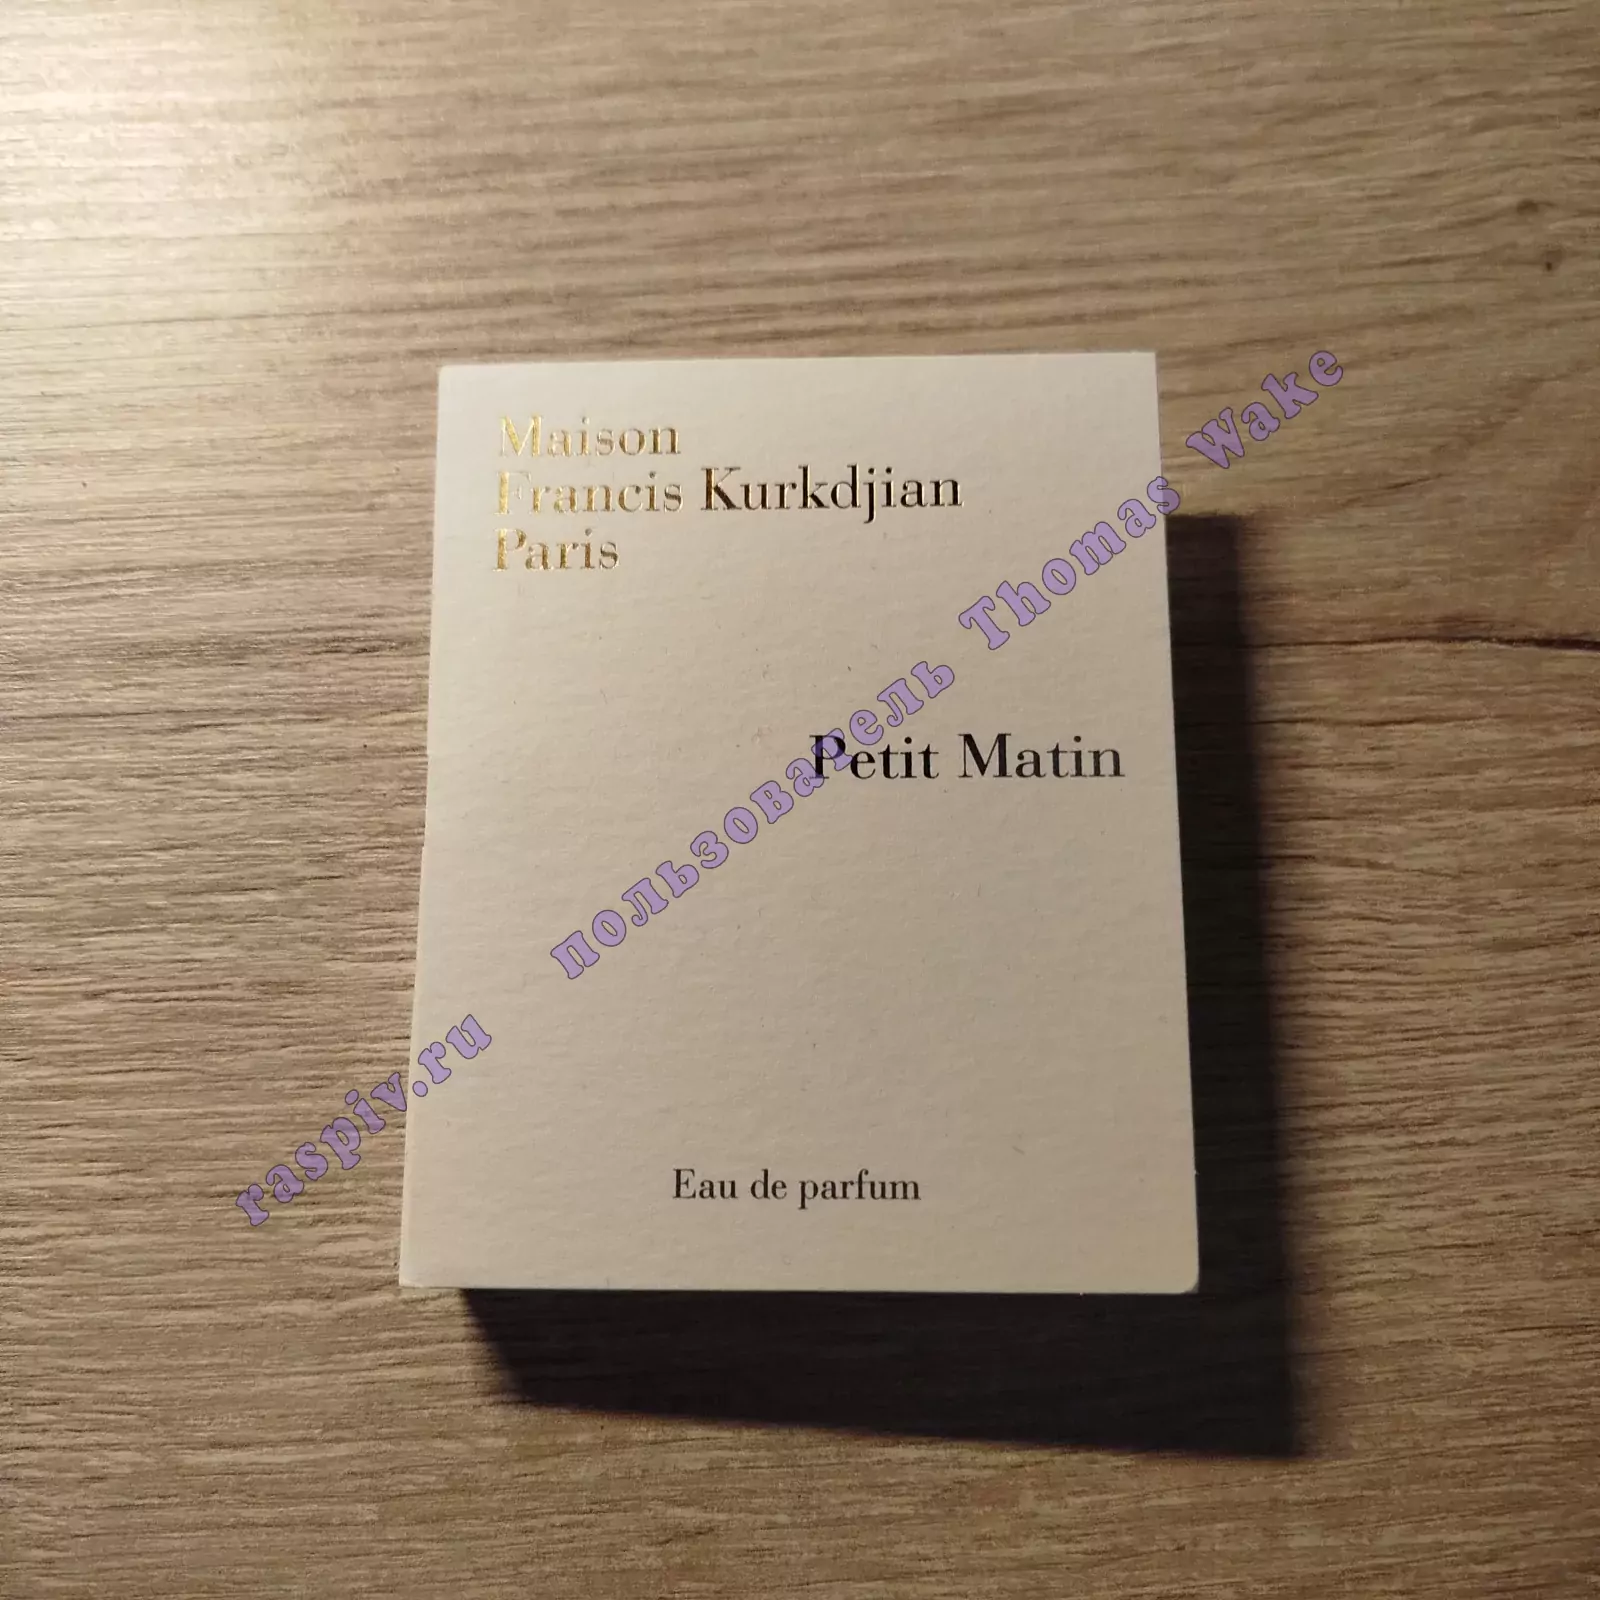 Maison
Francis Kurkdjian
Paris
Petit Matin
Eau de parfum
raspiv.ru пользователь Thomas Wake